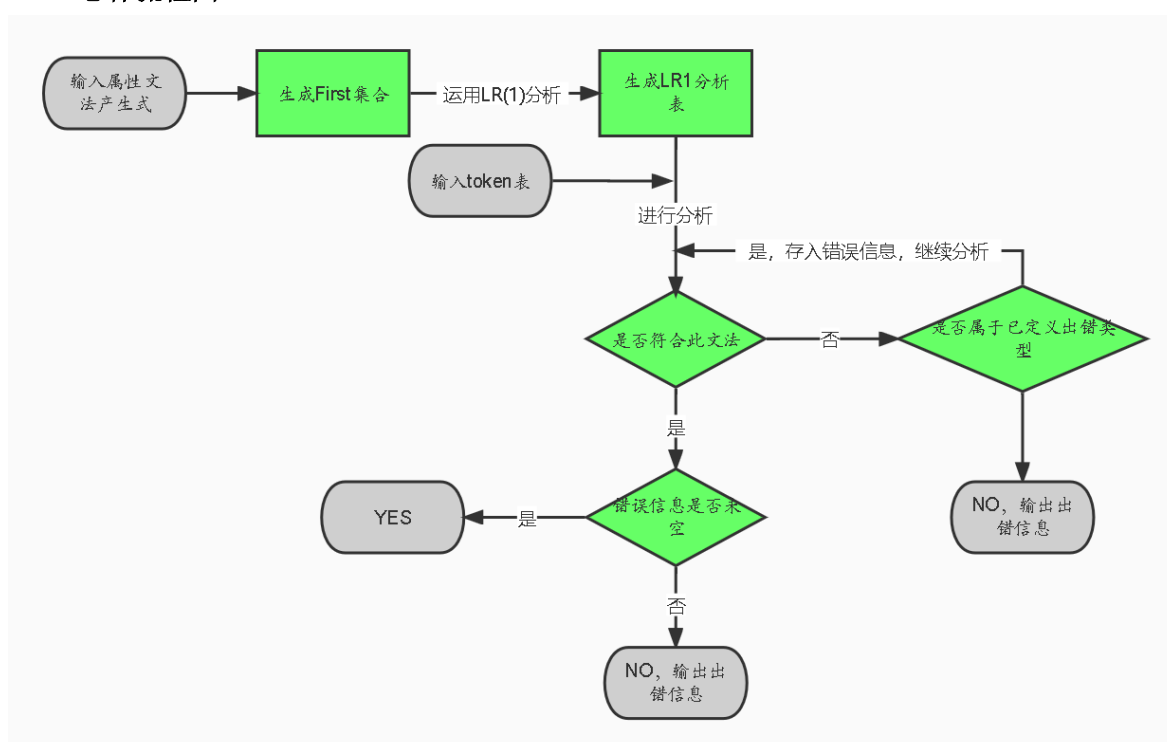 输入属性文
法产生式
生成First集合
运用LR(1)分析
生成LR1分析
表
输入token表
进行分析
是，存入错误信息，继续分析
是否符合此文法
否
是否属于已定义出错类
型
是
错误信息是否未
空
是
YES
NO，输出出
错信息
否
NO，输出出
错信息